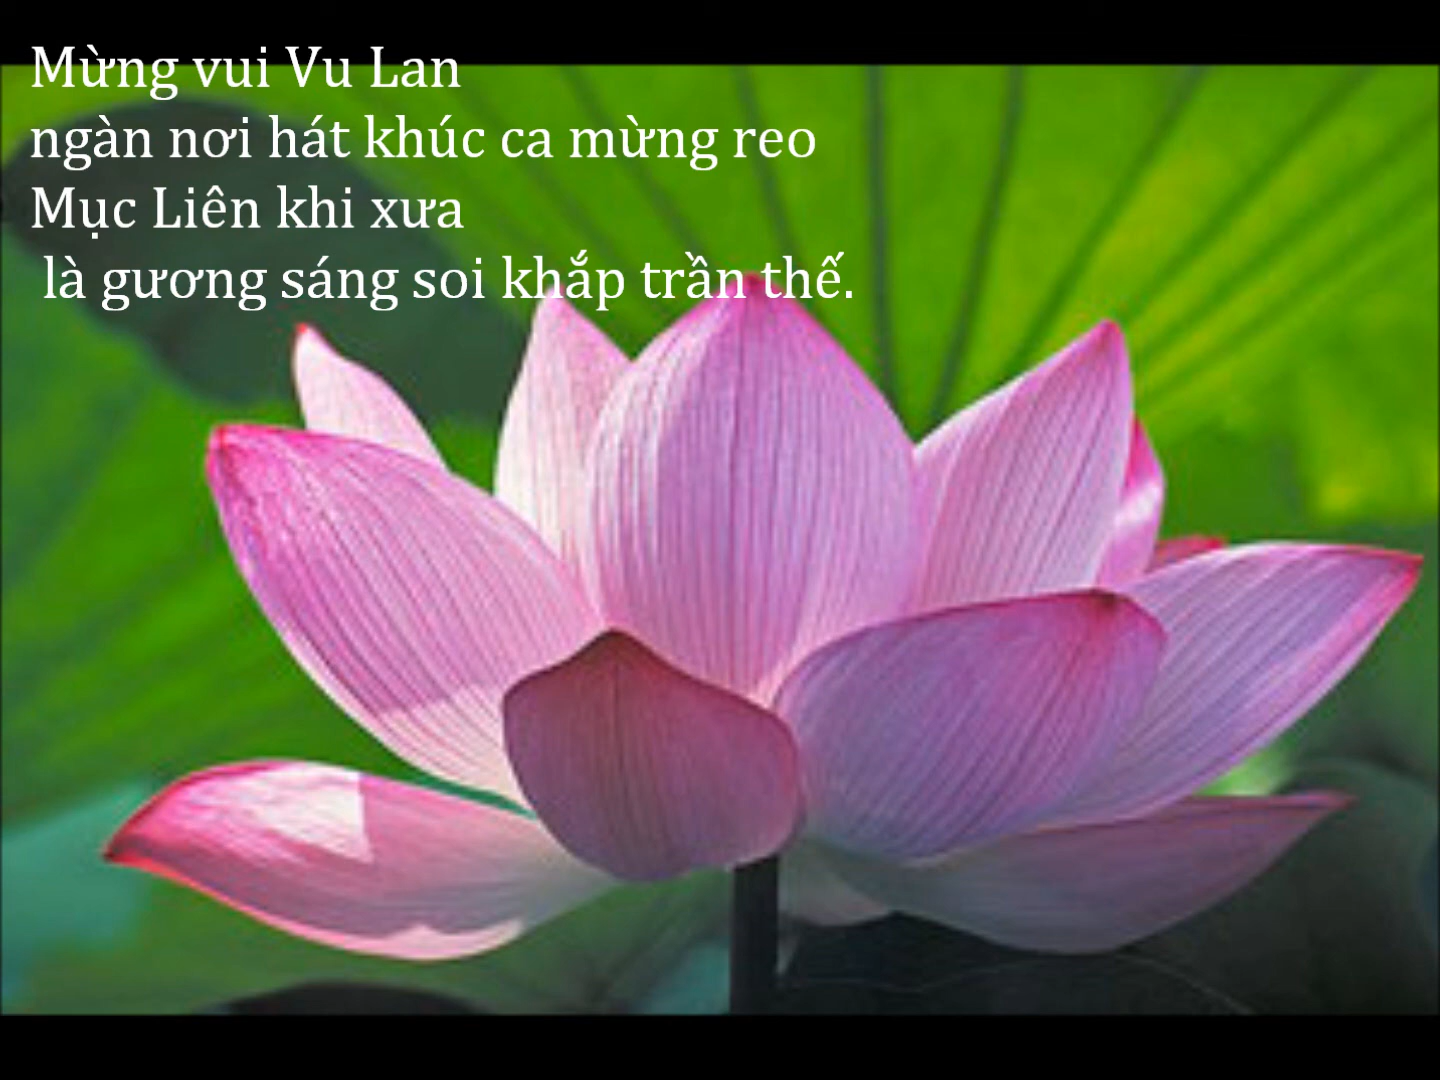 Mừng vui Vu Lan
ngàn nơi hát khúc ca mừng reo
Mục Liên khi xưa
là gương sáng soi khắp trần thế.